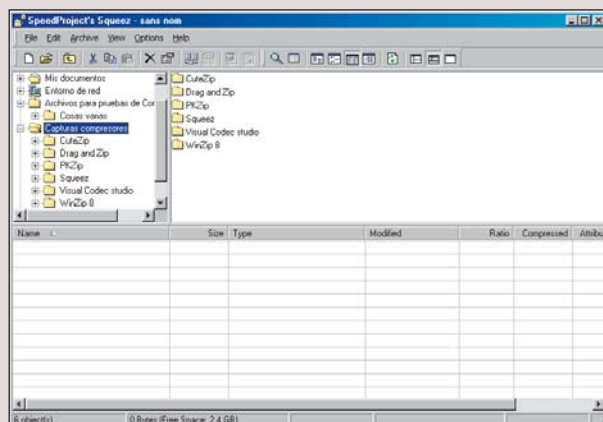 SpeedProject's Squeez - sans nom
File Edit Archive View Options Help
Mis documentos
Entorno de red
Archivos para pruebas de Cor
Cosas varias
Capturas compresores
CuteZip
Drag and Zip
PKZip
Squeez
Visual Codec studio
WinZip 8
CuteZip
Drag and Zip
PKZip
Squeez
Visual Codec studio
WinZip 8
Name Size Type Modified Ratio Compressed Attribu
6 object(s) 0 Bytes (Free Space: 2.4 GB)